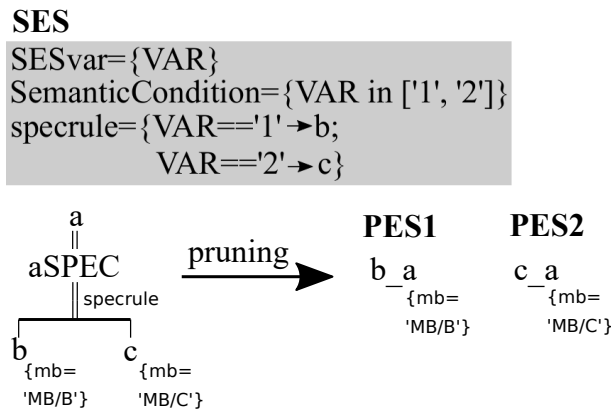 SES
SESvar={VAR}
SemanticCondition={VAR in ['1', '2']}
specrule={VAR=='1'→b;
VAR=='2'→c}
a
aSPEC
specrule
b
{mb=
'MB/B'}
c
{mb=
'MB/C'}
pruning
PES1
b_a
{mb=
'MB/B'}
PES2
c_a
{mb=
'MB/C'}